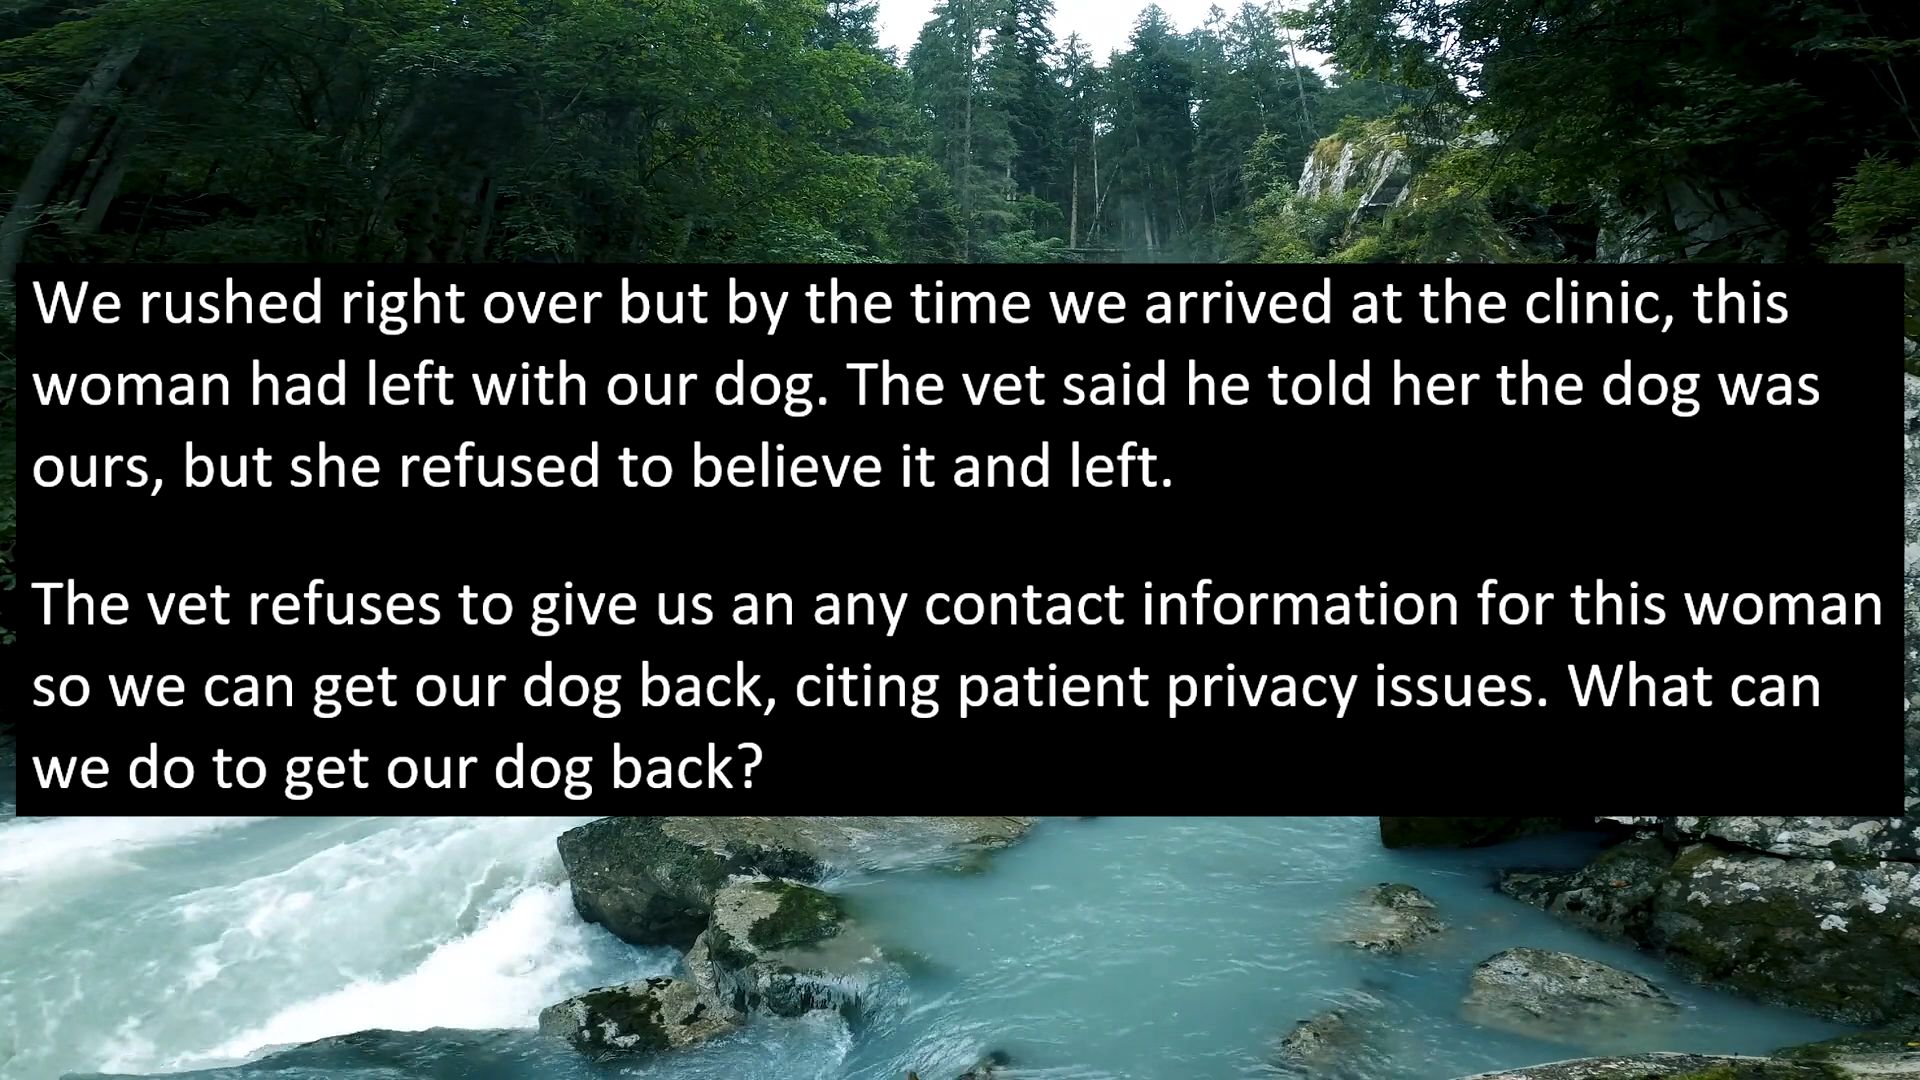 We rushed right over but by the time we arrived at the clinic, this
woman had left with our dog. The vet said he told her the dog was
ours, but she refused to believe it and left.
The vet refuses to give us an any contact information for this woman
so we can get our dog back, citing patient privacy issues. What can
we do to get our dog back?